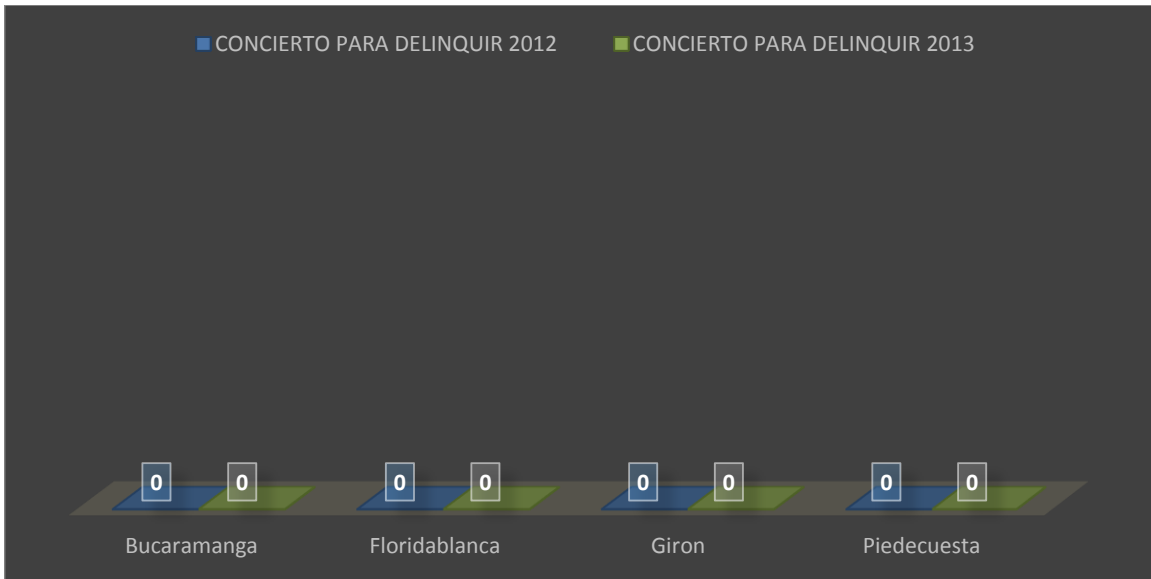 CONCIERTO PARA DELINQUIR 2012 CONCIERTO PARA DELINQUIR 2013
0 0 0 0 0 0 0 0
Bucaramanga Floridablanca Giron Piedecuesta